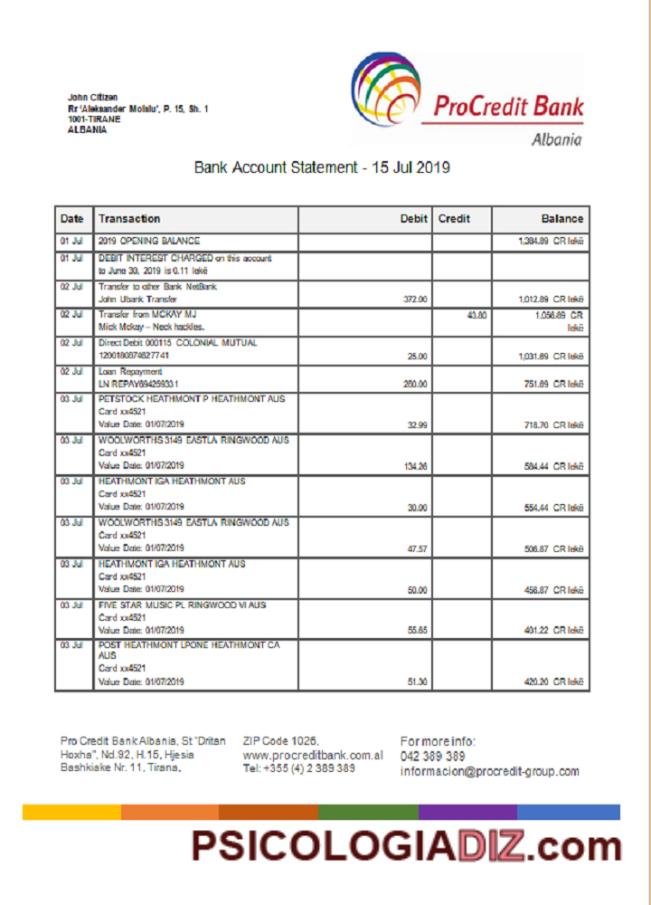 John Citizen
Rr 'Aleksander Moisiu', P. 15, Sh. 1
1001-TIRANE
ALBANIA
ProCredit Bank
Albania
Bank Account Statement - 15 Jul 2019
Date Transaction Debit Credit Balance
01 Jul 2019 OPENING BALANCE 1,384.89 CR lekë
01 Jul DEBIT INTEREST CHARGED on this account
to June 30, 2019 is 0.11 lekë
02 Jul Transfer to other Bank NetBank
John Ubank Transfer 372.00 1,012.89 CR lekë
02 Jul Transfer from MCKAY MJ 43.80 1,056.69 CR
Mick Mckay – Neck hackles. lekë
02 Jul Direct Debit 000115 COLONIAL MUTUAL
1200180874827741 25.00 1,031.69 CR lekë
02 Jul Loan Repayment
LN REPAY694259331 280.00 751.69 CR lekë
03 Jul PETSTOCK HEATHMONT P HEATHMONT AUS
Card xx4521
Value Date: 01/07/2019 32.99 718.70 CR lekë
03 Jul WOOLWORTHS 3149 EASTLA RINGWOOD AUS
Card xx4521
Value Date: 01/07/2019 134.26 584.44 CR lekë
03 Jul HEATHMONT IGA HEATHMONT AUS
Card xx4521
Value Date: 01/07/2019 30.00 554.44 CR lekë
03 Jul WOOLWORTHS 3149 EASTLA RINGWOOD AUS
Card xx4521
Value Date: 01/07/2019 47.57 506.87 CR lekë
03 Jul HEATHMONT IGA HEATHMONT AUS
Card xx4521
Value Date: 01/07/2019 50.00 456.87 CR lekë
03 Jul FIVE STAR MUSIC PL RINGWOOD VI AUS
Card xx4521
Value Date: 01/07/2019 55.65 401.22 CR lekë
03 Jul POST HEATHMONT LPONE HEATHMONT CA
AUS
Card xx4521
Value Date: 01/07/2019 51.30 420.20 CR lekë
Pro Credit Bank Albania, St "Dritan
Hoxha", Nd.92, H.15, Hjesia
Bashkiake Nr. 11, Tirana,
ZIP Code 1026,
www.procreditbank.com.al
Tel: +355 (4) 2 389 389
For more info:
042 389 389
informacion@procredit-group.com
PSICOLOGIADIZ.com